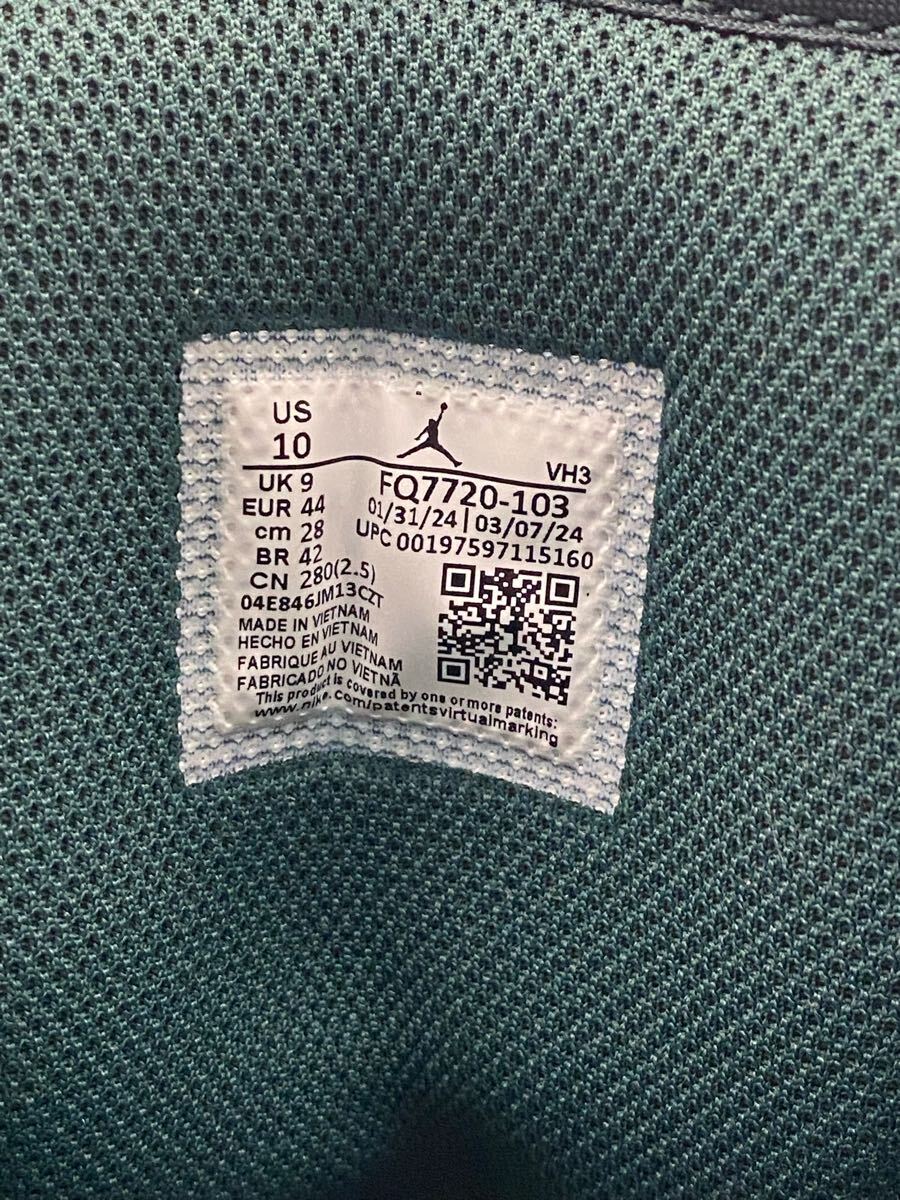 US
10
VH3
UK 9
EUR 44
cm 28
BR 42
CN 280(2.5)
FQ7720-103
01/31/24 | 03/07/24
UPC 00197597115160
04E846JM13CZT
MADE IN VIETNAM
HECHO EN VIETNAM
FABRIQUE AU VIETNAM
FABRICADO NO VIETNÃ
This product is covered by one or more patents:
www.nike.com/patentsvirtualmarking